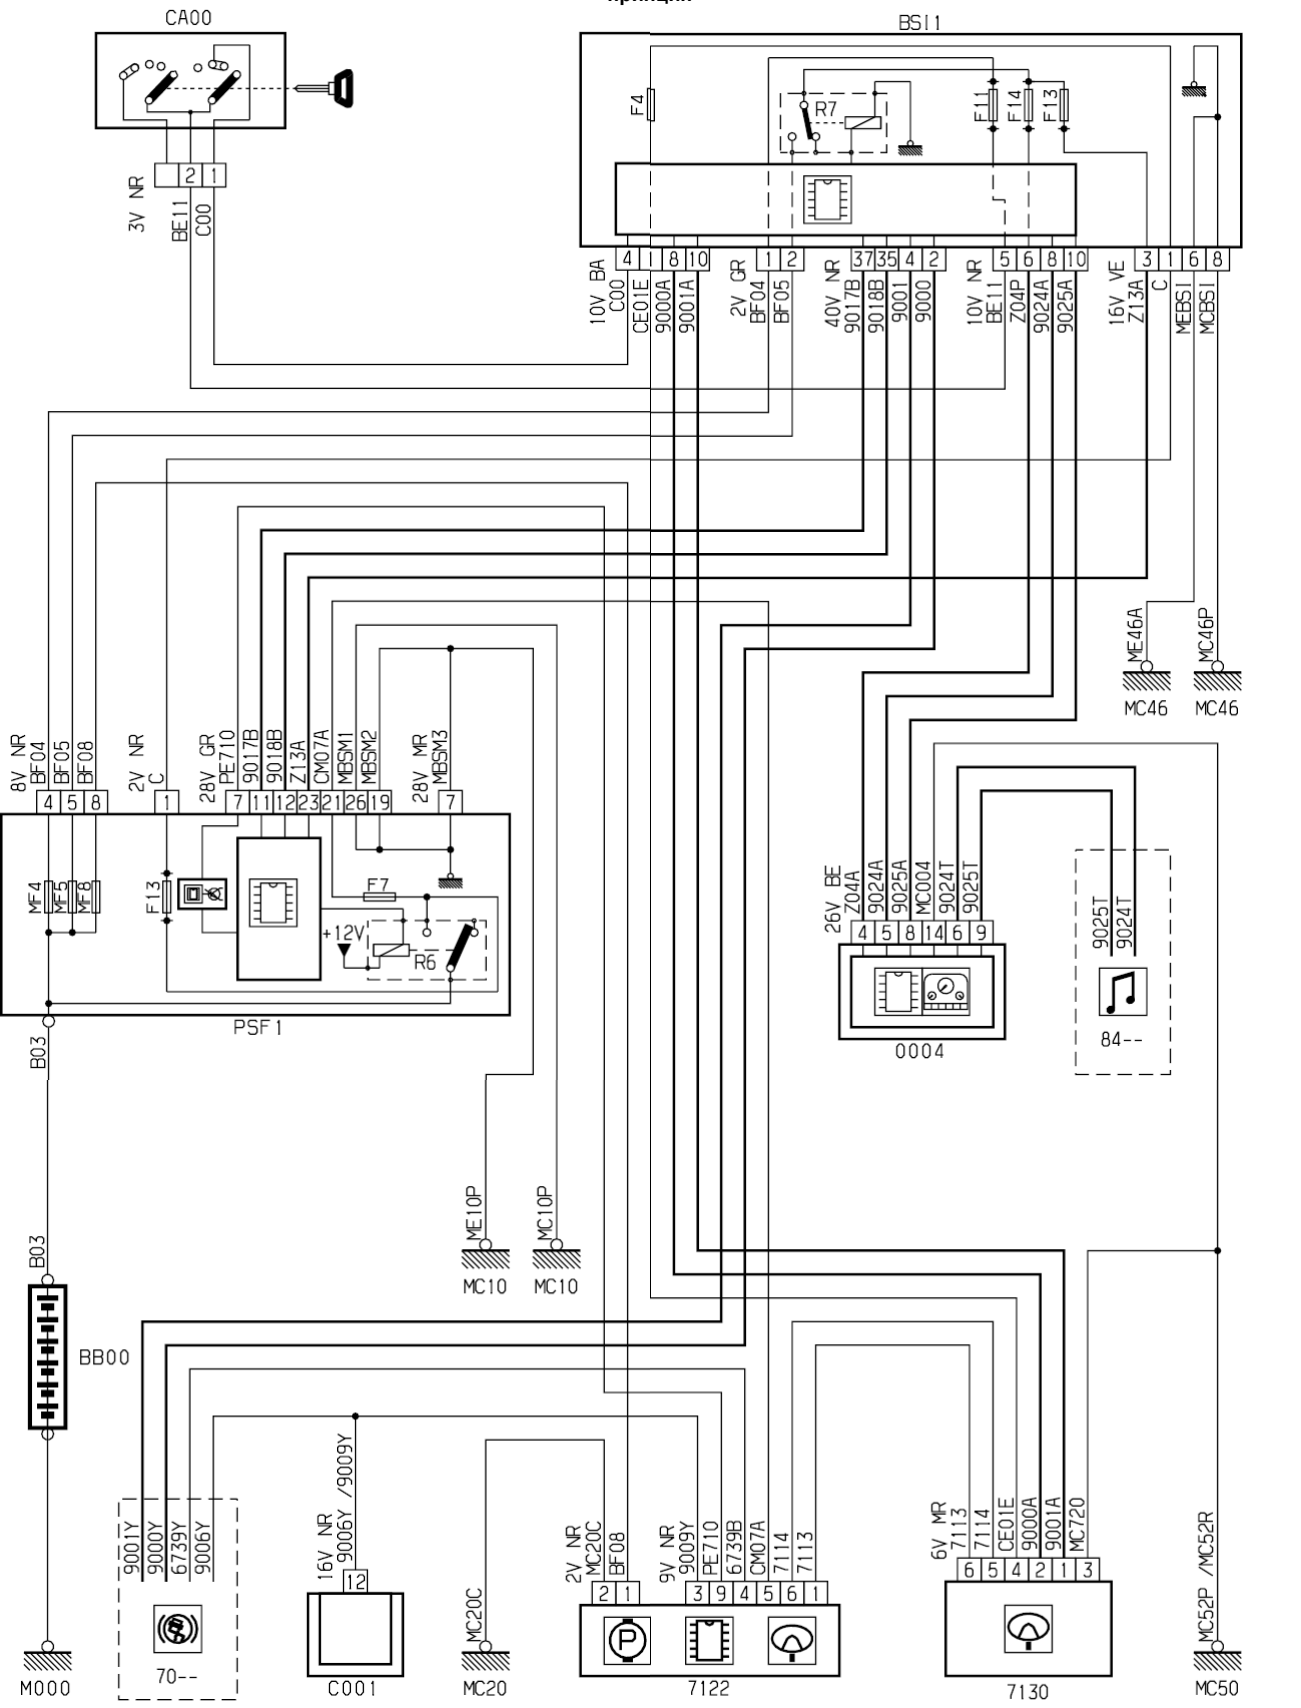 принцип
CA00
BSI1
F4
R7
F11
F14
F13
2 1
3V NR
BE11
C00
4 1 8 10
1 2
37 35 4 2
5 6 8 10
3 1 6 8
10V BA
C00
CE01E
9000A
9001A
2V GR
BF04
BF05
40V NR
9017B
9018B
9001
9000
10V NR
BE11
Z04P
9024A
9025A
16V VE
Z13A
C
MEBSI
MCBSI
ME46A
MC46P
MC46
MC46
8V NR
BF04
BF05
BF08
2V NR
C
28V GR
PE710
9017B
9018B
Z13A
CM07A
MBSM1
MBSM2
28V MR
MBSM3
4 5 8
1
7 11 12 23 21 26 19
7
MF4
MF5
MF8
F13
F7
+12V
R6
PSF1
B03
26V BE
Z04A
9024A
9025A
MC004
9024T
9025T
4 5 8 14 6 9
0004
9025T
9024T
84--
ME10P
MC10P
MC10
MC10
B03
BB00
M000
9001Y
9000Y
6739Y
9006Y
70--
16V NR
9006Y /9009Y
12
C001
MC20C
MC20
2V NR
MC20C
BF08
2 1
9V NR
9009Y
PE710
6739B
CM07A
7114
7113
3 9 4 5 6 1
P
7122
6V MR
7113
7114
CE01E
9000A
9001A
MC720
6 5 4 2 1 3
7130
MC52P /MC52R
MC50